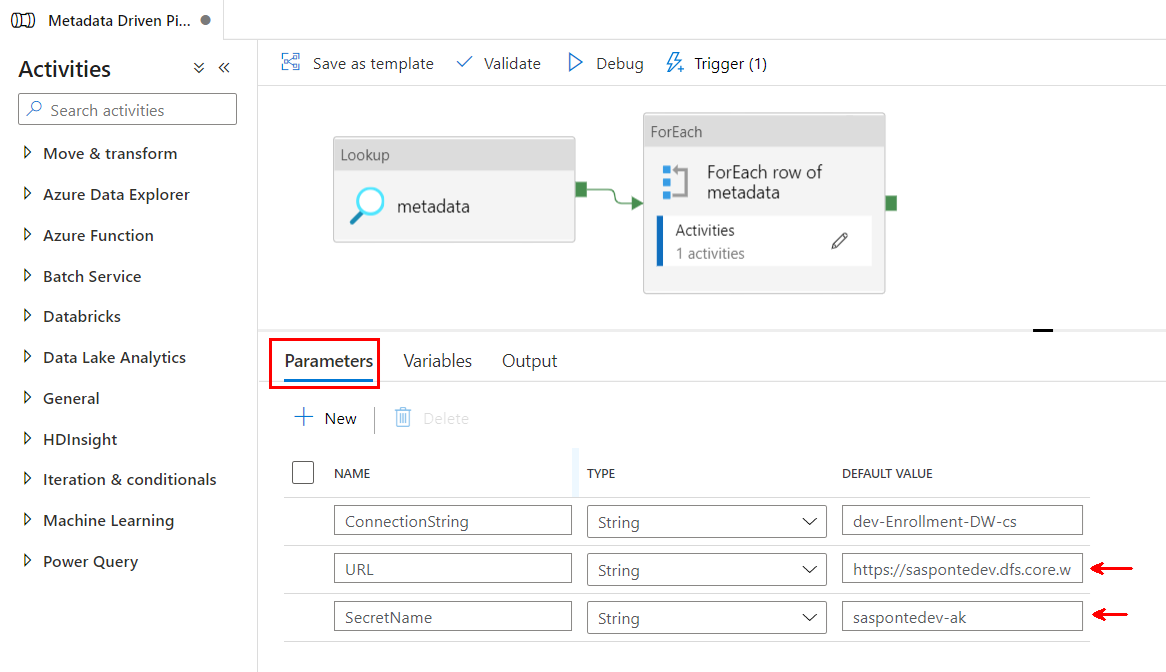 Metadata Driven Pi...
Activities
Search activities
Move & transform
Azure Data Explorer
Azure Function
Batch Service
Databricks
Data Lake Analytics
General
HDInsight
Iteration & conditionals
Machine Learning
Power Query
Save as template
Validate
Debug
Trigger (1)
Lookup
metadata
ForEach
ForEach row of
metadata
Activities
1 activities
Parameters
Variables
Output
New
Delete
NAME TYPE DEFAULT VALUE
ConnectionString String dev-Enrollment-DW-cs
URL String https://saspontedev.dfs.core.w
SecretName String saspontedev-ak